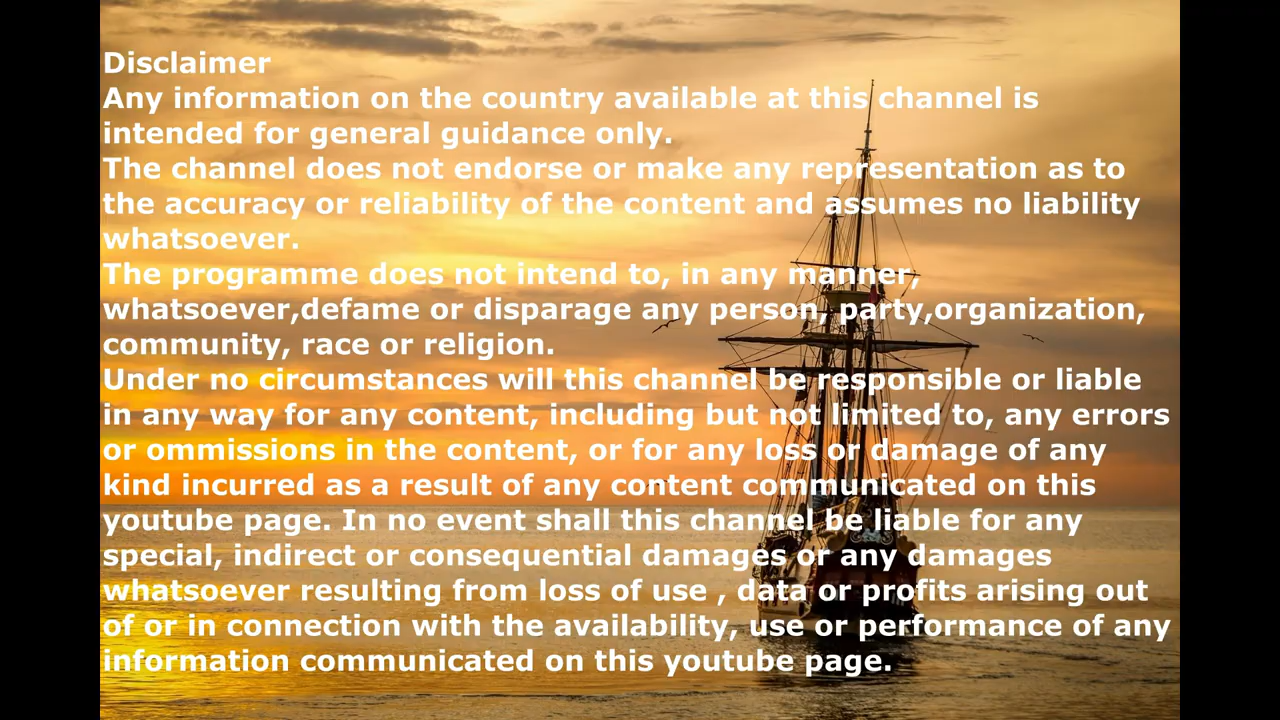 Disclaimer
Any information on the country available at this channel is
intended for general guidance only.
The channel does not endorse or make any representation as to
the accuracy or reliability of the content and assumes no liability
whatsoever.
The programme does not intend to, in any manner,
whatsoever,defame or disparage any person, party,organization,
community, race or religion.
Under no circumstances will this channel be responsible or liable
in any way for any content, including but not limited to, any errors
or ommissions in the content, or for any loss or damage of any
kind incurred as a result of any content communicated on this
youtube page. In no event shall this channel be liable for any
special, indirect or consequential damages or any damages
whatsoever resulting from loss of use , data or profits arising out
of or in connection with the availability, use or performance of any
information communicated on this youtube page.